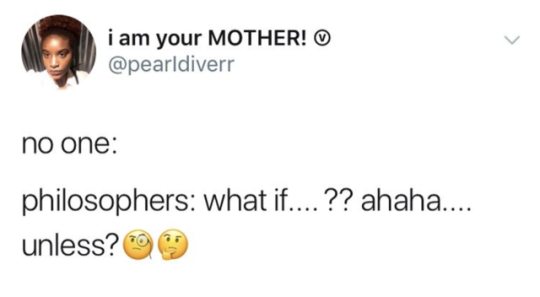 i am your MOTHER! Ⓥ
@pearldiverr
no one:
philosophers: what if.... ?? ahaha....
unless?🧐🤔